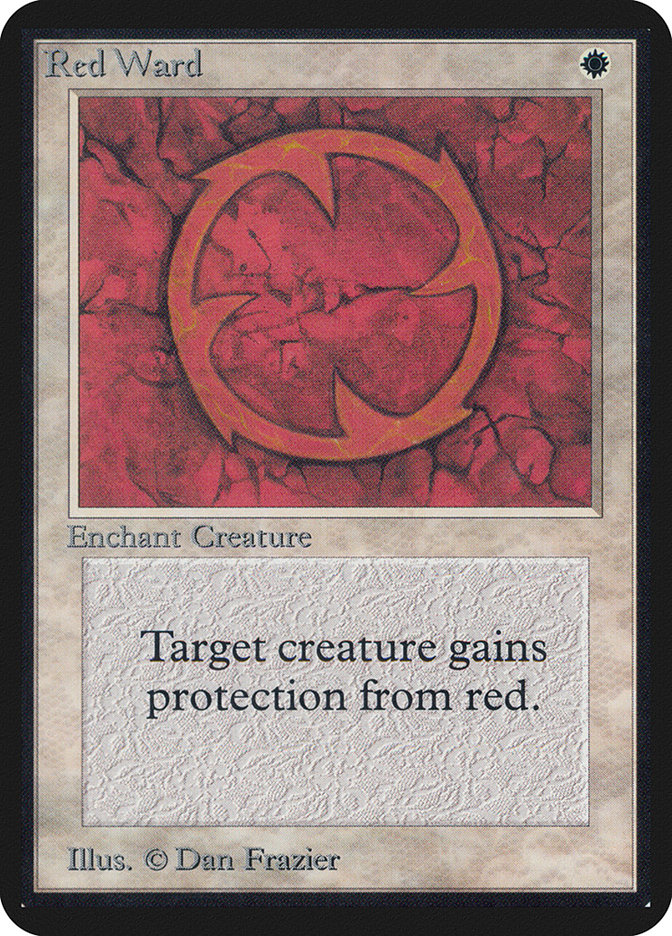 Red Ward
Enchant Creature
Target creature gains
protection from red.
Illus. © Dan Frazier